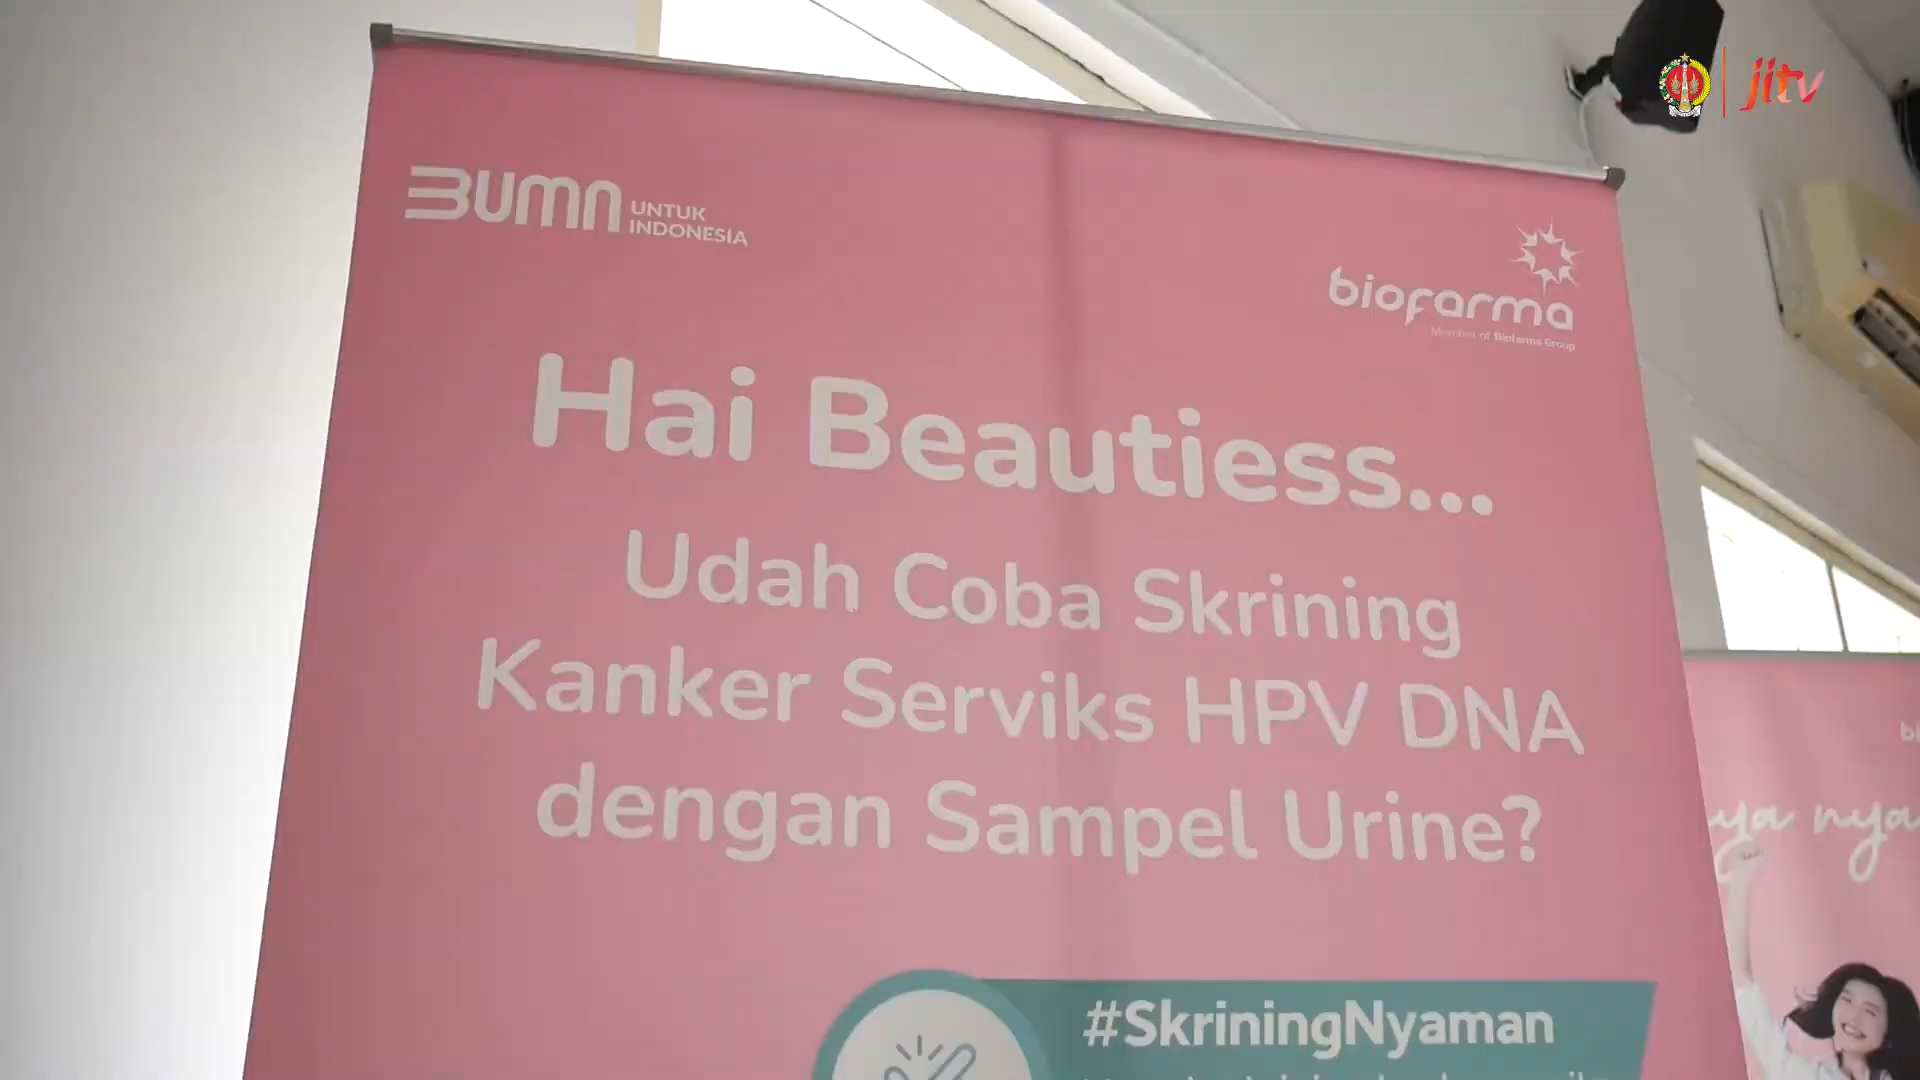 jitv
BUMN UNTUK
INDONESIA
biofarma
Member of Biofarma Group
Hai Beautiess...
Udah Coba Skrining
Kanker Serviks HPV DNA
dengan Sampel Urine?
#SkriningNyaman